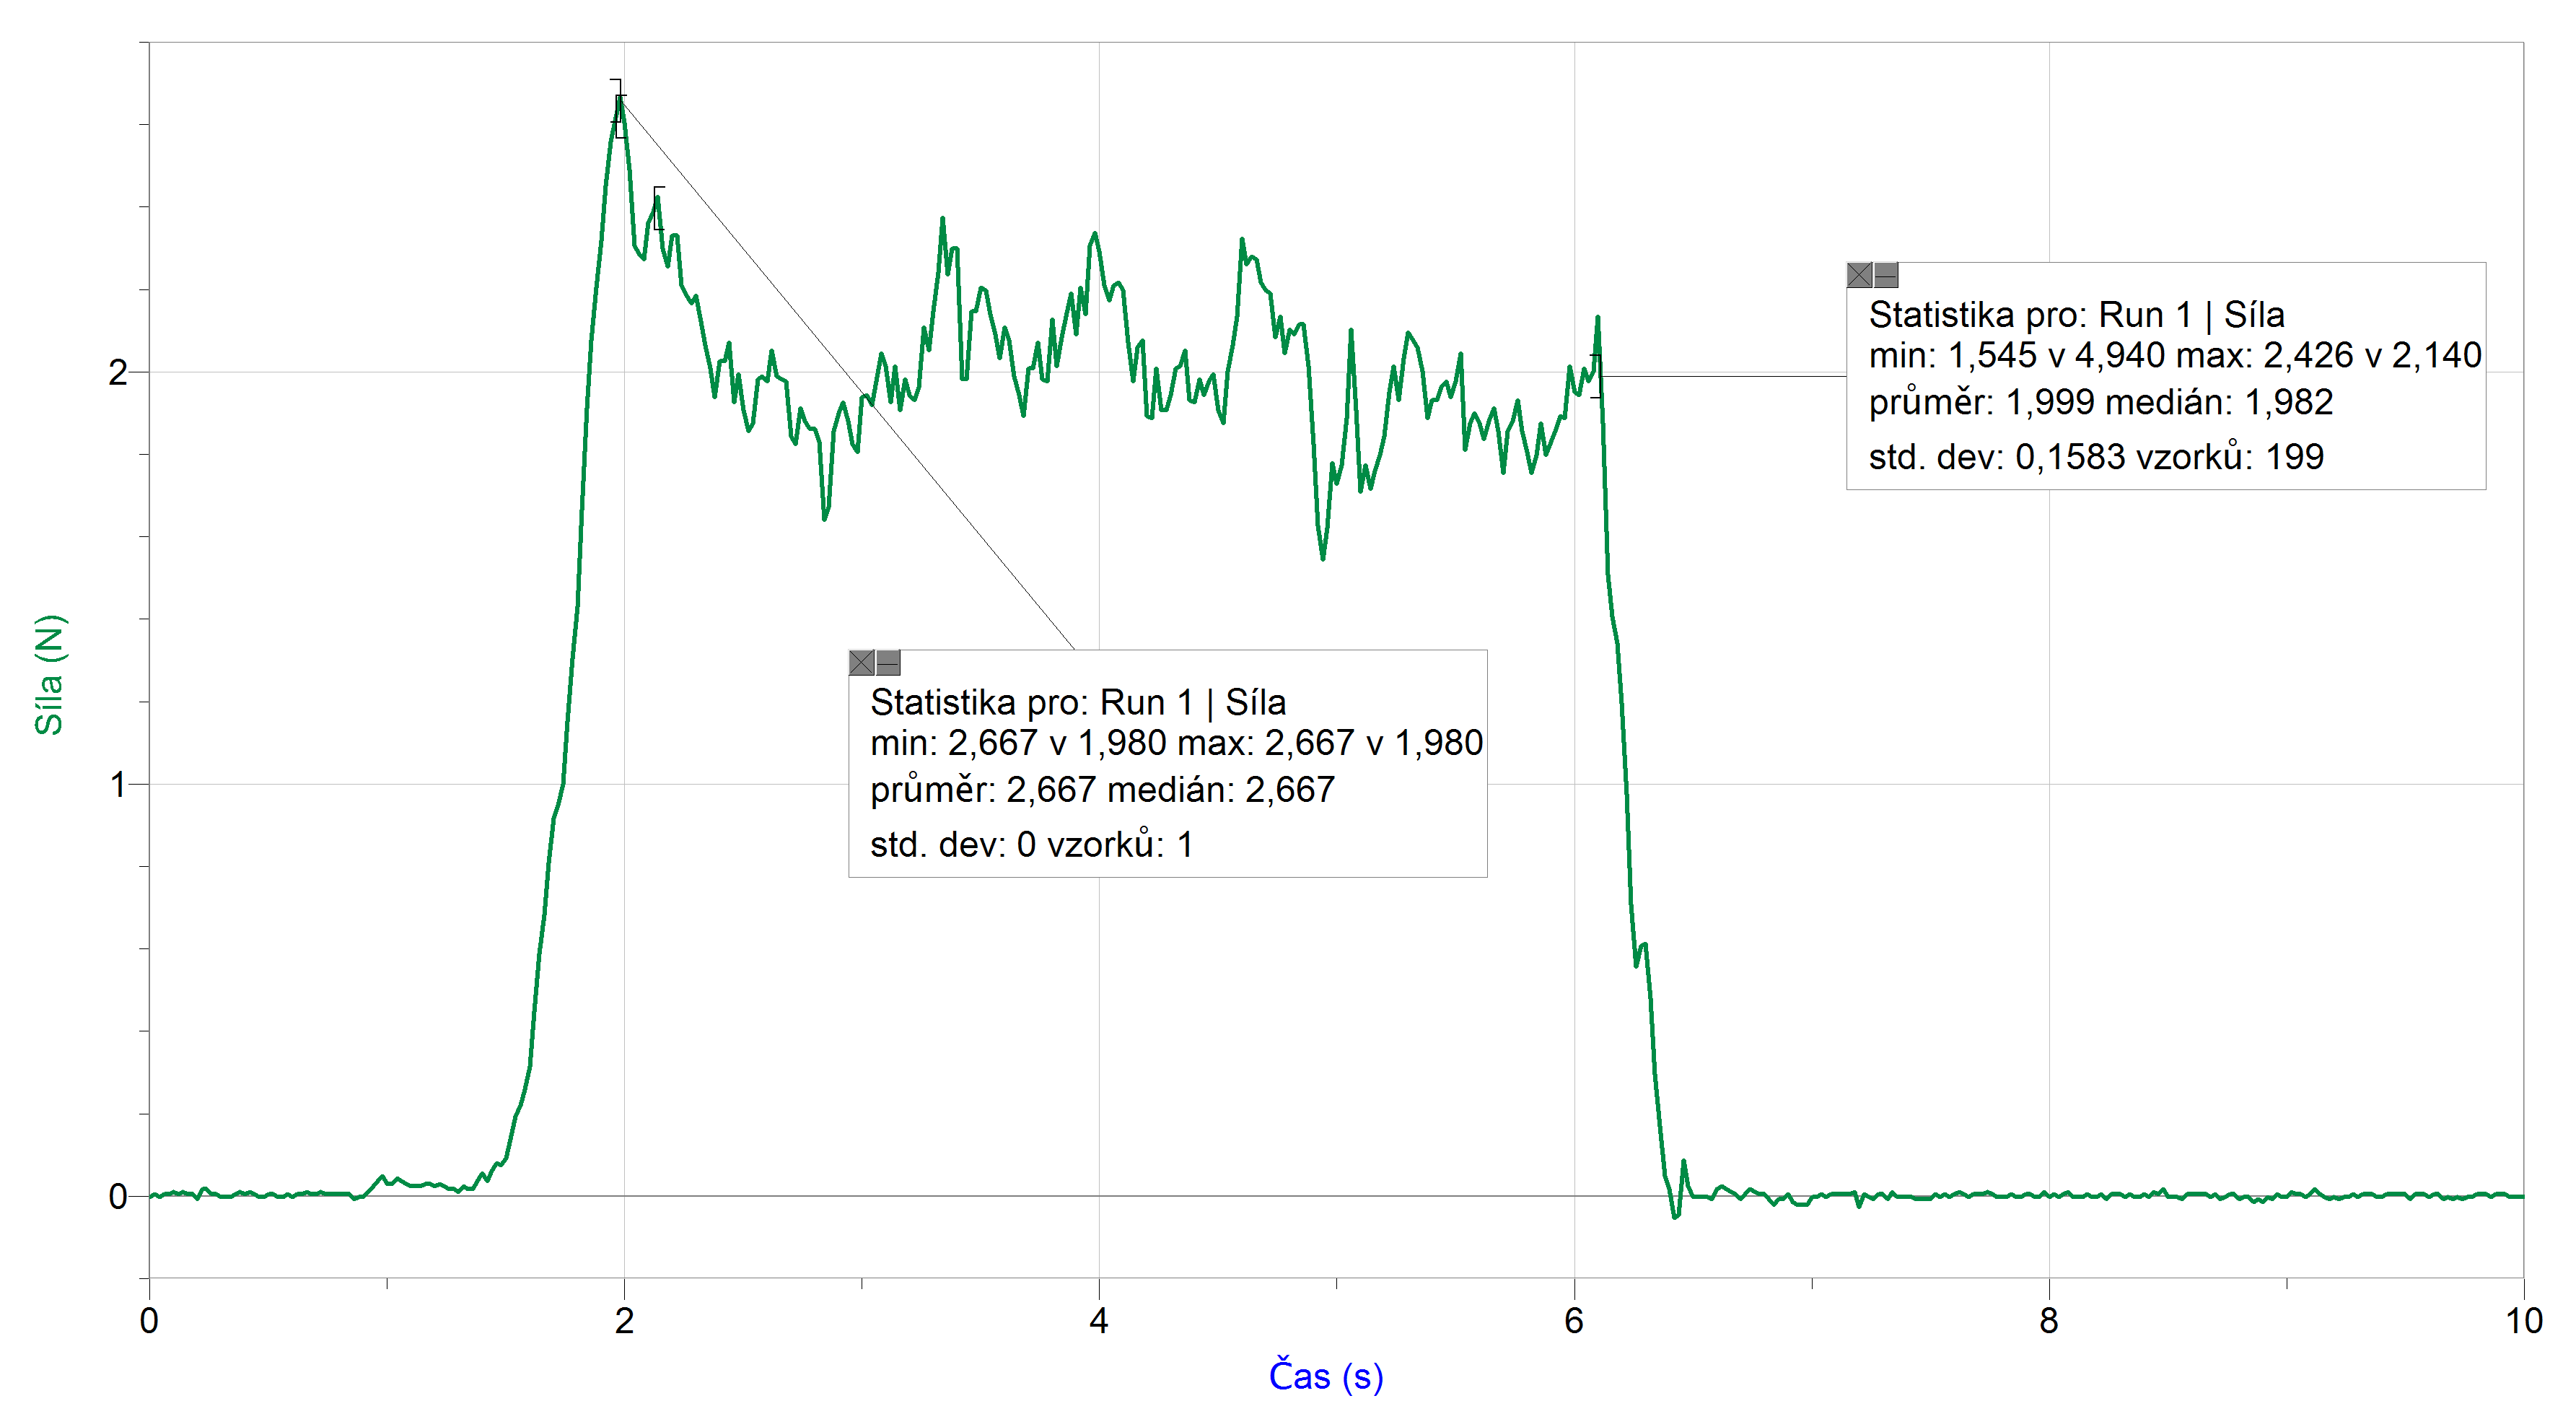 Síla (N)
2
1
0
Statistika pro: Run 1 | Síla
min: 1,545 v 4,940 max: 2,426 v 2,140
průměr: 1,999 medián: 1,982
std. dev: 0,1583 vzorků: 199
Statistika pro: Run 1 | Síla
min: 2,667 v 1,980 max: 2,667 v 1,980
průměr: 2,667 medián: 2,667
std. dev: 0 vzorků: 1
0 2 4 6 8 10
Čas (s)